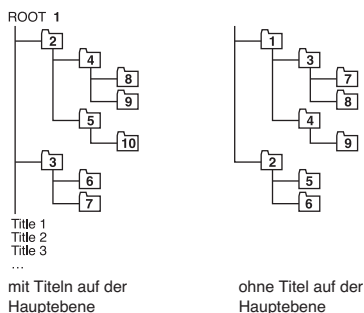 ROOT 1
2
4
8
9
5
10
3
6
7
Title 1
Title 2
Title 3
...
mit Titeln auf der
Hauptebene
1
3
7
8
4
9
2
5
6
ohne Titel auf der
Hauptebene